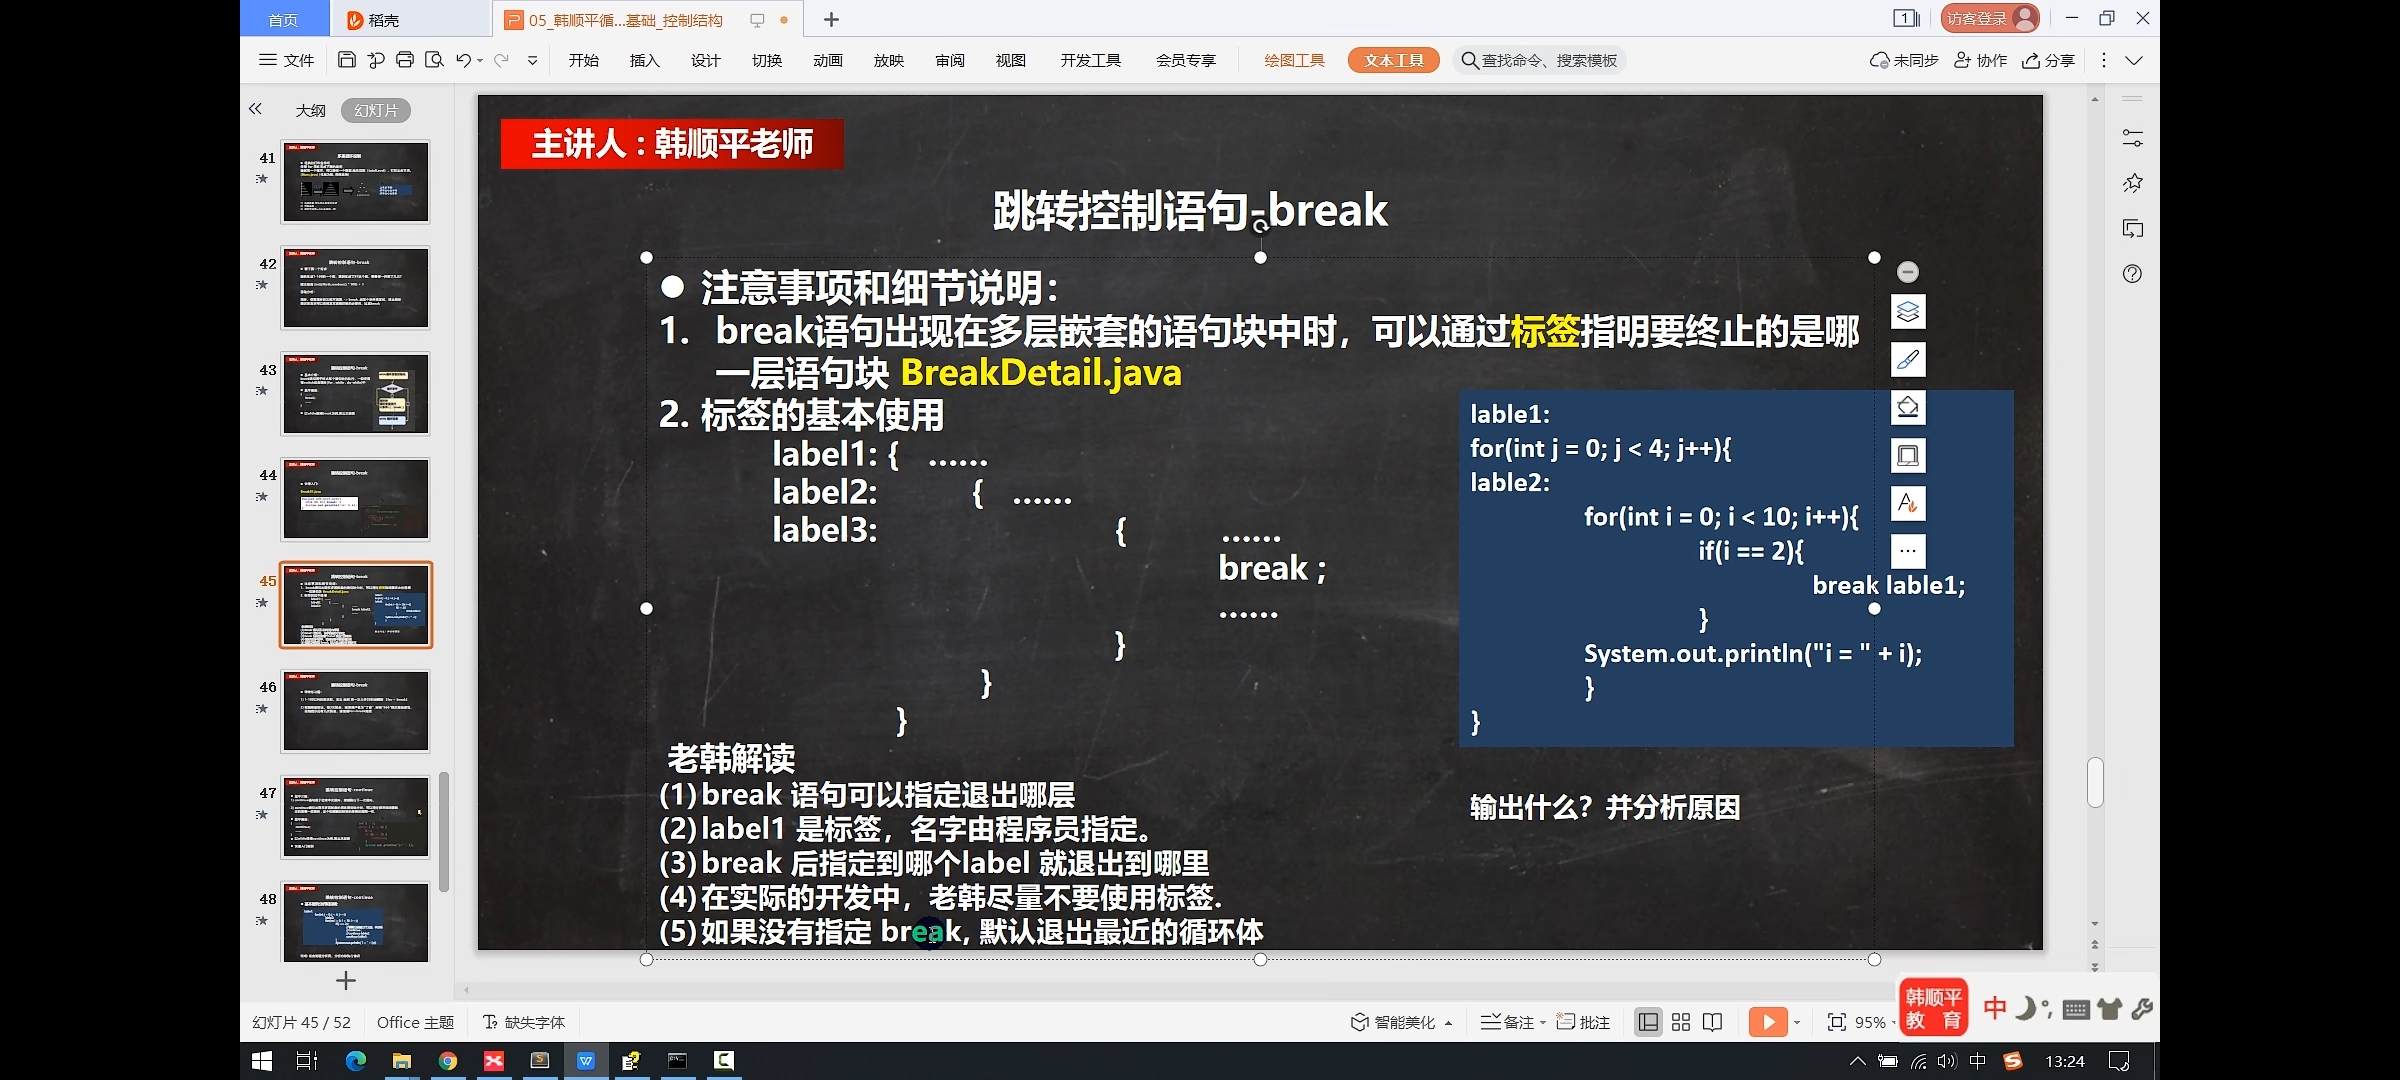 首页
稻壳
05_韩顺平循...基础_控制结构
1
访客登录
文件
开始
插入
设计
切换
动画
放映
审阅
视图
开发工具
会员专享
绘图工具
文本工具
查找命令、搜索模板
未同步
协作
分享
大纲
幻灯片
41
42
43
44
45
46
47
48
主讲人:韩顺平老师
跳转控制语句-break
注意事项和细节说明:
1. break语句出现在多层嵌套的语句块中时，可以通过标签指明要终止的是哪
一层语句块 BreakDetail.java
2. 标签的基本使用
label1: { ......
label2: { ......
label3: { ......
break ;
......
}
}
}
老韩解读
(1) break 语句可以指定退出哪层
(2) label1 是标签，名字由程序员指定。
(3) break 后指定到哪个label 就退出到哪里
(4) 在实际的开发中，老韩尽量不要使用标签.
(5) 如果没有指定 break, 默认退出最近的循环体
lable1:
for(int j = 0; j < 4; j++){
lable2:
for(int i = 0; i < 10; i++){
if(i == 2){
break lable1;
}
System.out.println("i = " + i);
}
}
输出什么？并分析原因
韩顺平
教 育
中
幻灯片 45 / 52
Office 主题
缺失字体
智能美化
备注
批注
95%
中
13:24